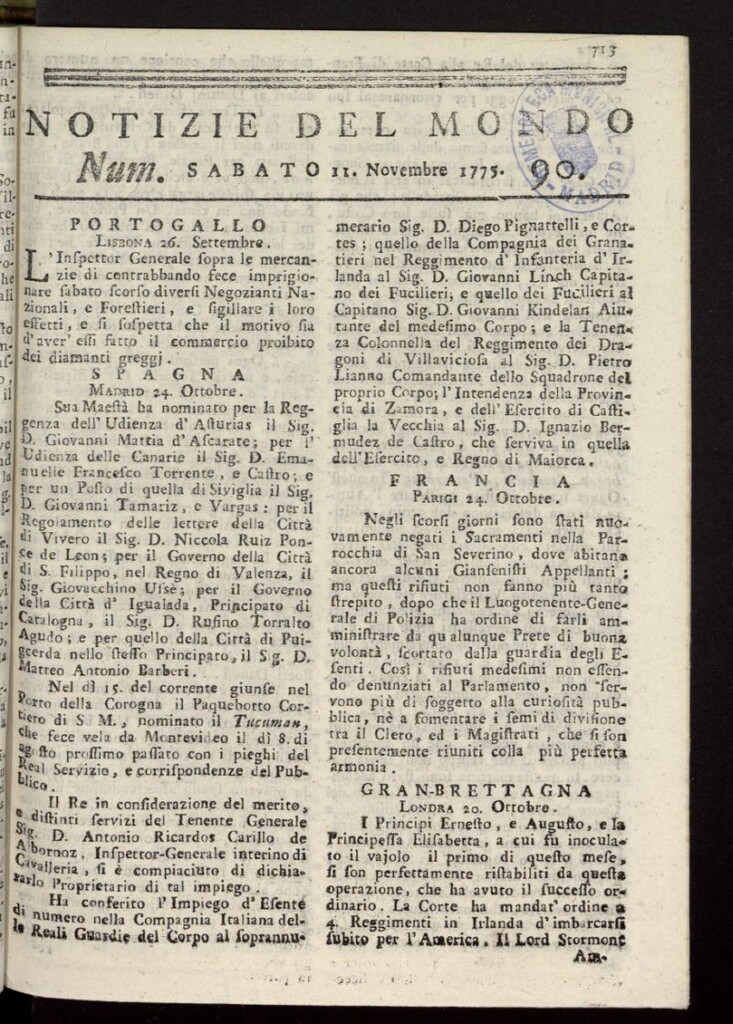 713
NOTIZIE DEL MONDO
Num. SABATO 11. Novembre 1775. 90.
PORTOGALLO
LISBONA 26. Settembre.
L'Inſpettor Generale ſopra le mercan-
zie di contrabbando fece imprigio-
nare ſabato ſcorſo diverſi Negozianti Na-
zionali, e Foreſtieri, e ſigillare i loro
effetti, e ſi ſoſpetta che il motivo ſia
d'aver'eſſi fatto il commercio proibito
dei diamanti greggj.
SPAGNA
MADRID 24. Ottobre.
Sua Maeſtà ha nominato per la Reg-
genza dell'Udienza d'Aſturias il Sig.
D. Giovanni Mattia d'Aſcarate; per l'
Udienza delle Canarie il Sig. D. Ema-
nuelle Franceſco Torrente, e Caſtro; e
per un Poſto di quella di Siviglia il Sig.
D. Giovanni Tamariz, e Vargas: per il
Regolamento delle lettere della Città
di Vivero il Sig. D. Niccola Ruiz Pon-
ce de Leon; per il Governo della Città
di S. Filippo, nel Regno di Valenza, il
Sig. Giovacchino Uſsè; per il Governo
della Città d'Igualada, Principato di
Catalogna, il Sig. D. Rufino Torralto
Agudo; e per quello della Città di Pui-
gcerda nello ſteſſo Principato, il Sig. D.
Matteo Antonio Barberi.
Nel dì 15. del corrente giunſe nel
Porto della Corogna il Paquebotto Cor-
riero di S. M., nominato il Tucuman,
che fece vela da Montevideo il dì 8. di
agoſto proſſimo paſſato con i pieghi del
Real Servizio, e corriſpondenze del Pub-
blico.
Il Re in conſiderazione del merito,
e diſtinti ſervizi del Tenente Generale
Sig. D. Antonio Ricardos Carillo de
Albornoz, Inſpettor-Generale interino di
Cavalleria, ſi è compiaciuto di dichia-
rarlo Proprietario di tal impiego.
Ha conferito l'Impiego d'Eſente
di numero nella Compagnia Italiana del-
le Reali Guardie del Corpo al ſoprannu-
merario Sig. D. Diego Pignattelli, e Cor-
tes; quello della Compagnia dei Grana-
tieri nel Reggimento d'Infanteria d'Ir-
landa al Sig. D. Giovanni Linch Capita-
no dei Fucilieri, e quello dei Fucilieri al
Capitano Sig. D. Giovanni Kindelan Aiu-
tante del medeſimo Corpo; e la Tenen-
za Colonnella del Reggimento dei Dra-
goni di Villavicioſa al Sig. D. Pietro
Lianno Comandante dello Squadrone del
proprio Corpo; l'Intendenza della Provin-
cia di Zamora, e dell'Eſercito di Caſti-
glia la Vecchia al Sig. D. Ignazio Ber-
mudez de Caſtro, che ſerviva in quella
dell'Eſercito, e Regno di Maiorca.
FRANCIA
PARIGI 24. Ottobre.
Negli ſcorſi giorni ſono ſtati nuo-
vamente negati i Sacramenti nella Par-
rocchia di San Severino, dove abitano
ancora alcuni Gianſeniſti Appellanti;
ma queſti rifiuti non fanno più tanto
ſtrepito, dopo che il Luogotenente-Gene-
rale di Polizia ha ordine di farli am-
miniſtrare da qualunque Prete di buona
volontà, ſcortato dalla guardia degli E-
ſenti. Così i rifiuti medeſimi non eſſen-
do denunziati al Parlamento, non ſer-
vono più di ſoggetto alla curioſità pub-
blica, nè a fomentare i ſemi di diviſione
tra il Clero, ed i Magiſtrati, che ſi ſon
preſentemente riuniti colla più perfetta
armonia.
GRAN-BRETTAGNA
LONDRA 20. Ottobre.
I Principi Erneſto, e Auguſto, e la
Principeſſa Eliſabetta, a cui fu inocula-
to il vajolo il primo di queſto meſe,
ſi ſon perfettamente riſtabiliti da queſta
operazione, che ha avuto il ſucceſſo or-
dinario. La Corte ha mandat'ordine a
4. Reggimenti in Irlanda d'imbarcarſi
ſubito per l'America. Il Lord Stormont
Am-